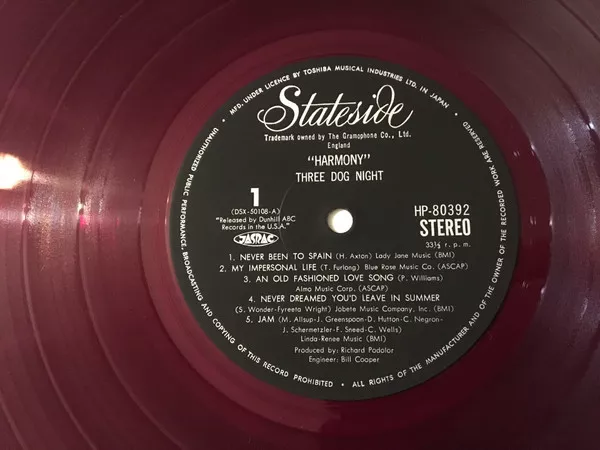 • MFD. UNDER LICENCE BY TOSHIBA MUSICAL INDUSTRIES LTD. IN JAPAN •
Stateside
Trademark owned by The Gramophone Co., Ltd.
England
"HARMONY"
THREE DOG NIGHT
1
(DSX-50108-A)
"Released by Dunhill ABC
Records in the U.S.A."
JASRAC
HP-80392
STEREO
33⅓ r. p. m.
1. NEVER BEEN TO SPAIN (H. Axton) Lady Jane Music (BMI)
2. MY IMPERSONAL LIFE (T. Furlong) Blue Rose Music Co. (ASCAP)
3. AN OLD FASHIONED LOVE SONG (P. Williams)
Almo Music Corp. (ASCAP)
4. NEVER DREAMED YOU'D LEAVE IN SUMMER
(S. Wonder-Fyreeta Wright) Jobete Music Company, Inc. (BMI)
5. JAM (M. Allsup-J. Greenspoon-D. Hutton-C. Negron-
J. Schermetzler-F. Sneed-C. Wells)
Linda-Renee Music (BMI)
Produced by: Richard Podolor
Engineer: Bill Cooper
UNAUTHORIZED PUBLIC PERFORMANCE, BROADCASTING AND COPYING OF THIS RECORD PROHIBITED • ALL RIGHTS OF THE MANUFACTURER AND OF THE OWNER OF THE RECORDED WORK ARE RESERVED